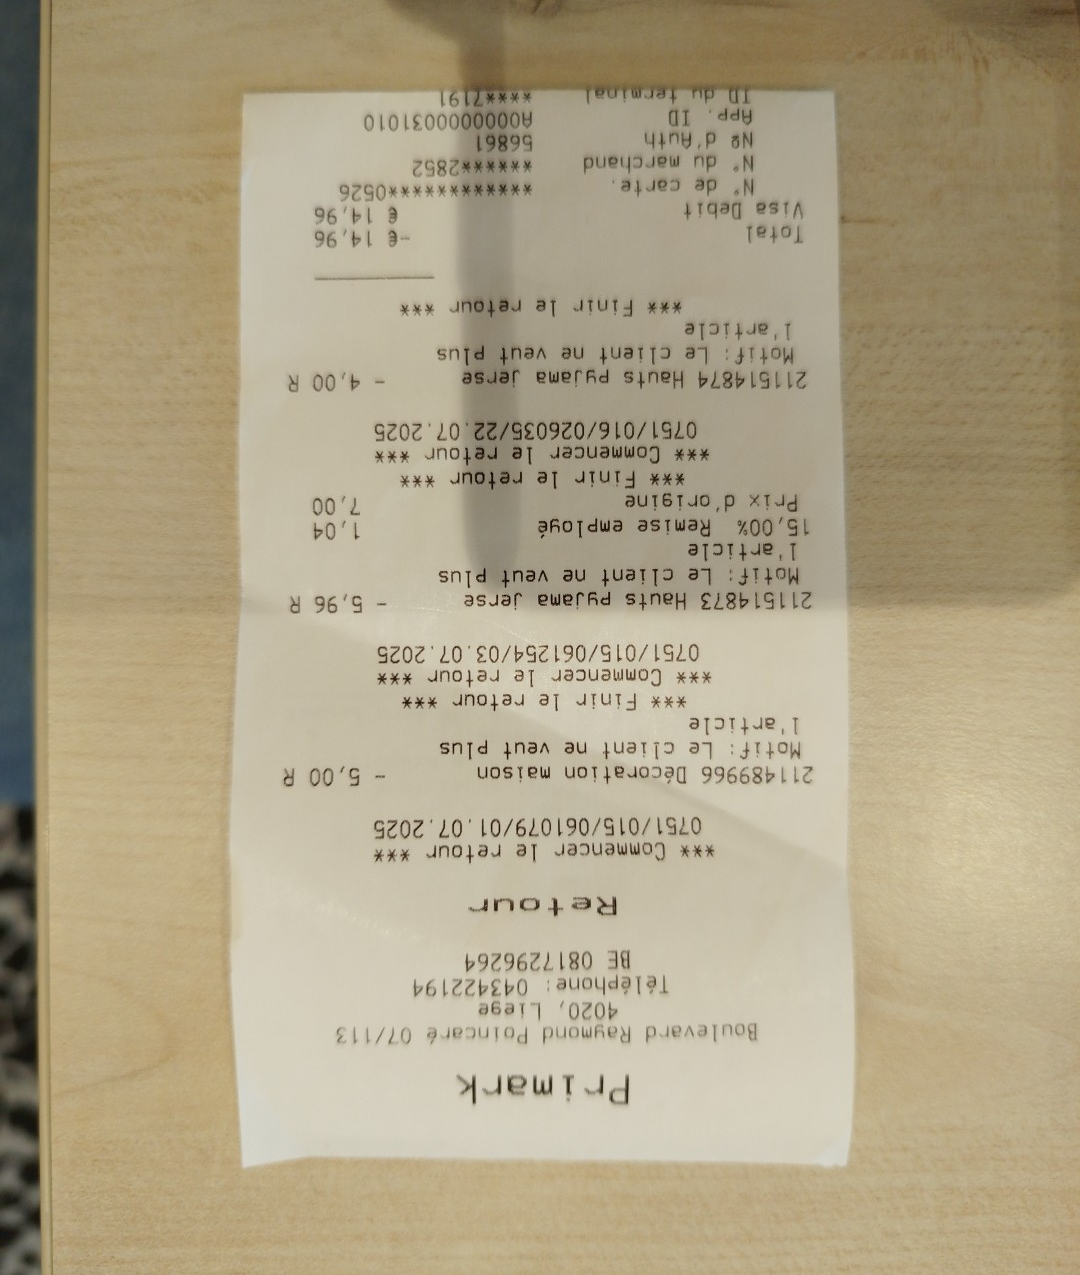 Primark
Boulevard Raymond Poincaré 07/113
4020, Liege
Téléphone: 043422194
BE 0817296264
Retour
*** Commencer le retour ***
0751/015/061079/01.07.2025
211489966 Décoration maison - 5,00 R
Motif: Le client ne veut plus
l'article
*** Finir le retour ***
*** Commencer le retour ***
0751/015/061254/03.07.2025
211514873 Hauts pyjama jerse - 5,96 R
Motif: Le client ne veut plus
l'article
15,00% Remise employé 1,04
Prix d'origine 7,00
*** Finir le retour ***
*** Commencer le retour ***
0751/016/026035/22.07.2025
211514874 Hauts pyjama jerse - 4,00 R
Motif: Le client ne veut plus
l'article
*** Finir le retour ***
Total -€ 14,96
Visa Debit € 14,96
N° de carte. ************0526
N° du marchand ******2852
Nº d'Auth 56861
App. ID A0000000031010
ID du terminal ****7191